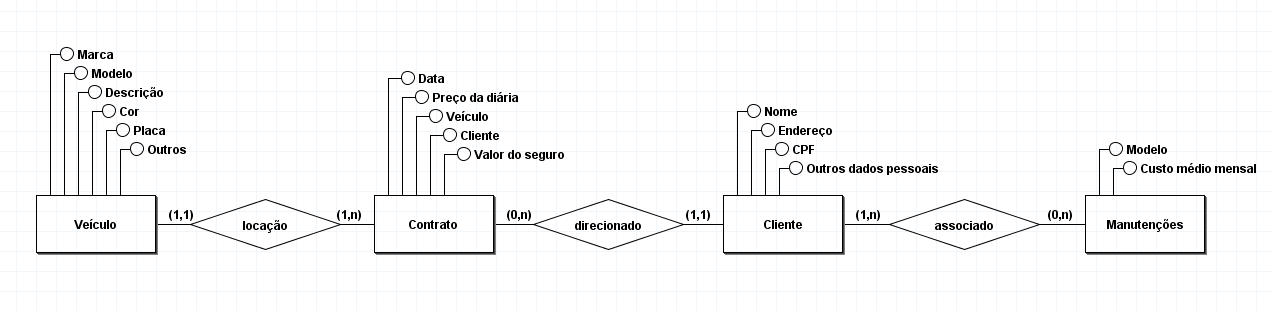 Marca
Modelo
Descrição
Cor
Placa
Outros
Veículo
(1,1)
locação
(1,n)
Data
Preço da diária
Veículo
Cliente
Valor do seguro
Contrato
(0,n)
direcionado
(1,1)
Nome
Endereço
CPF
Outros dados pessoais
Cliente
(1,n)
associado
(0,n)
Modelo
Custo médio mensal
Manutenções